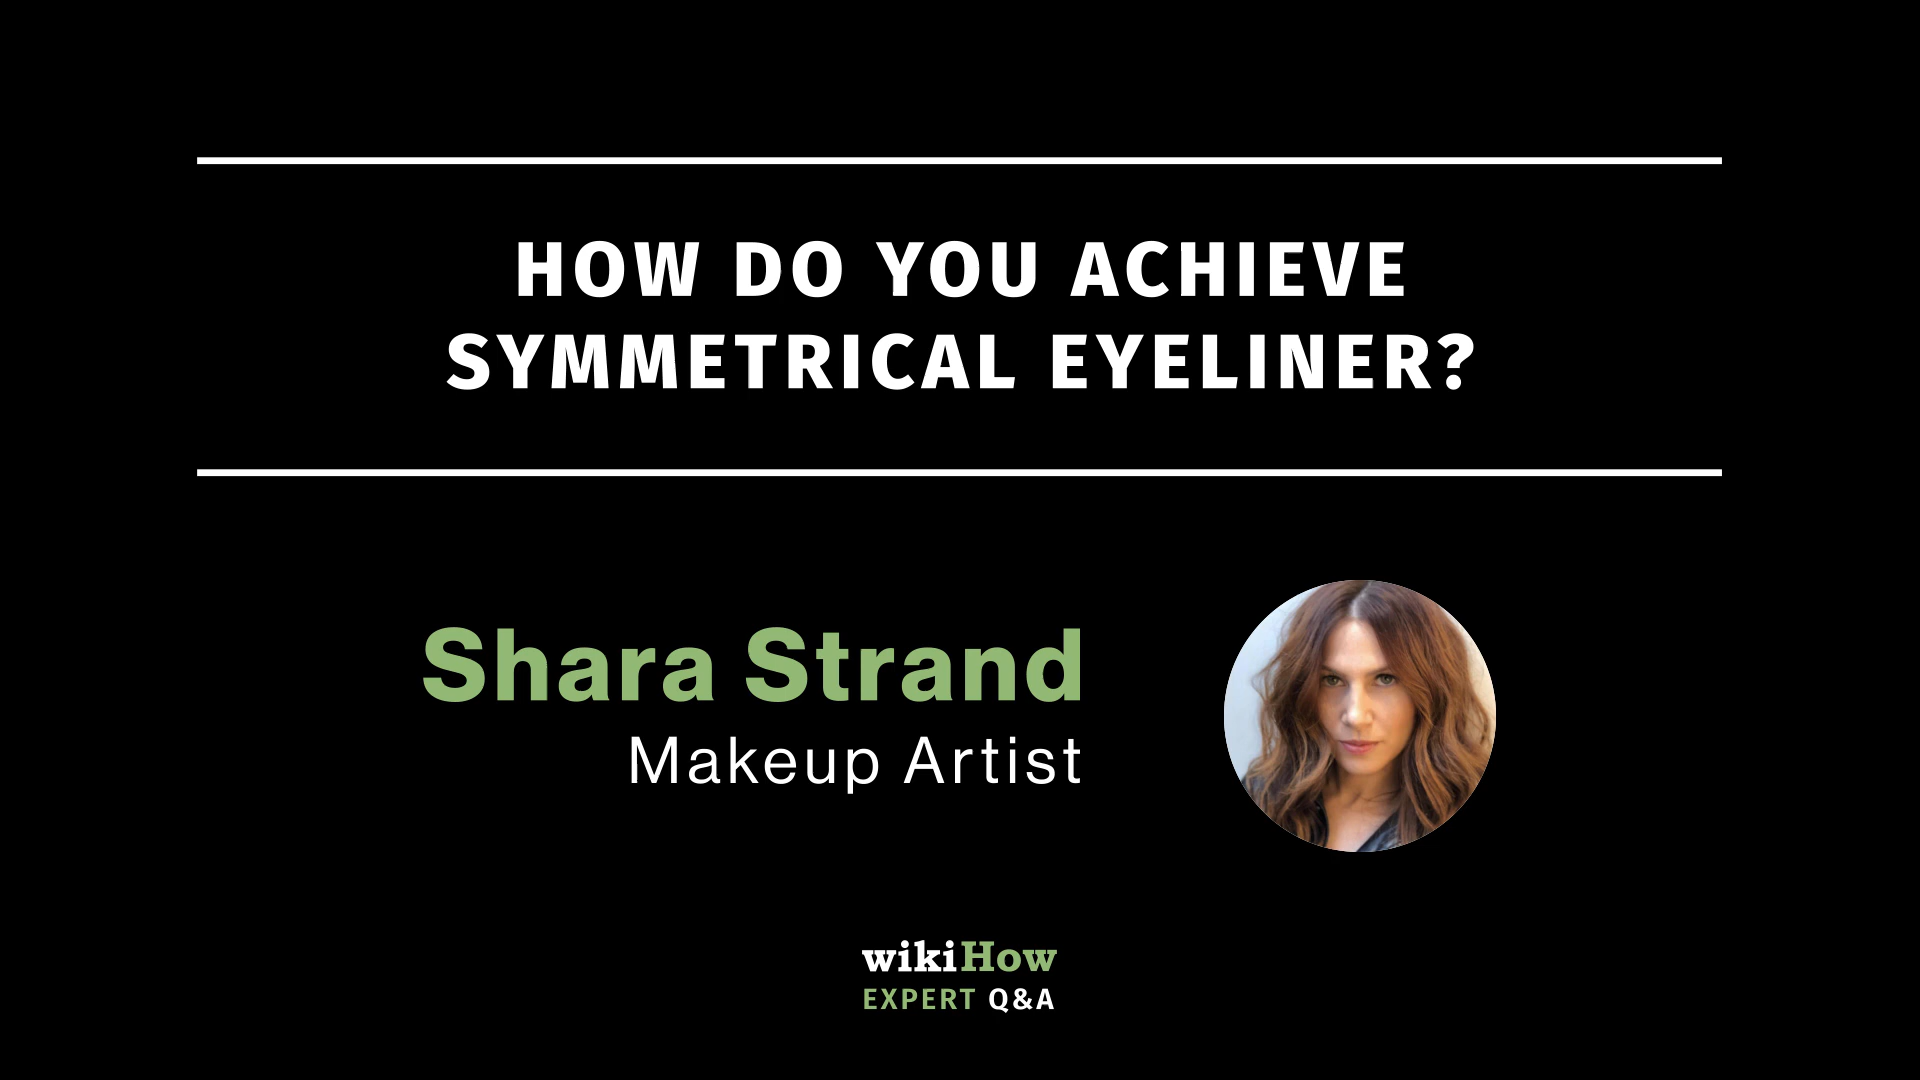 HOW DO YOU ACHIEVE
SYMMETRICAL EYELINER?
Shara Strand
Makeup Artist
wikiHow
EXPERT Q&A